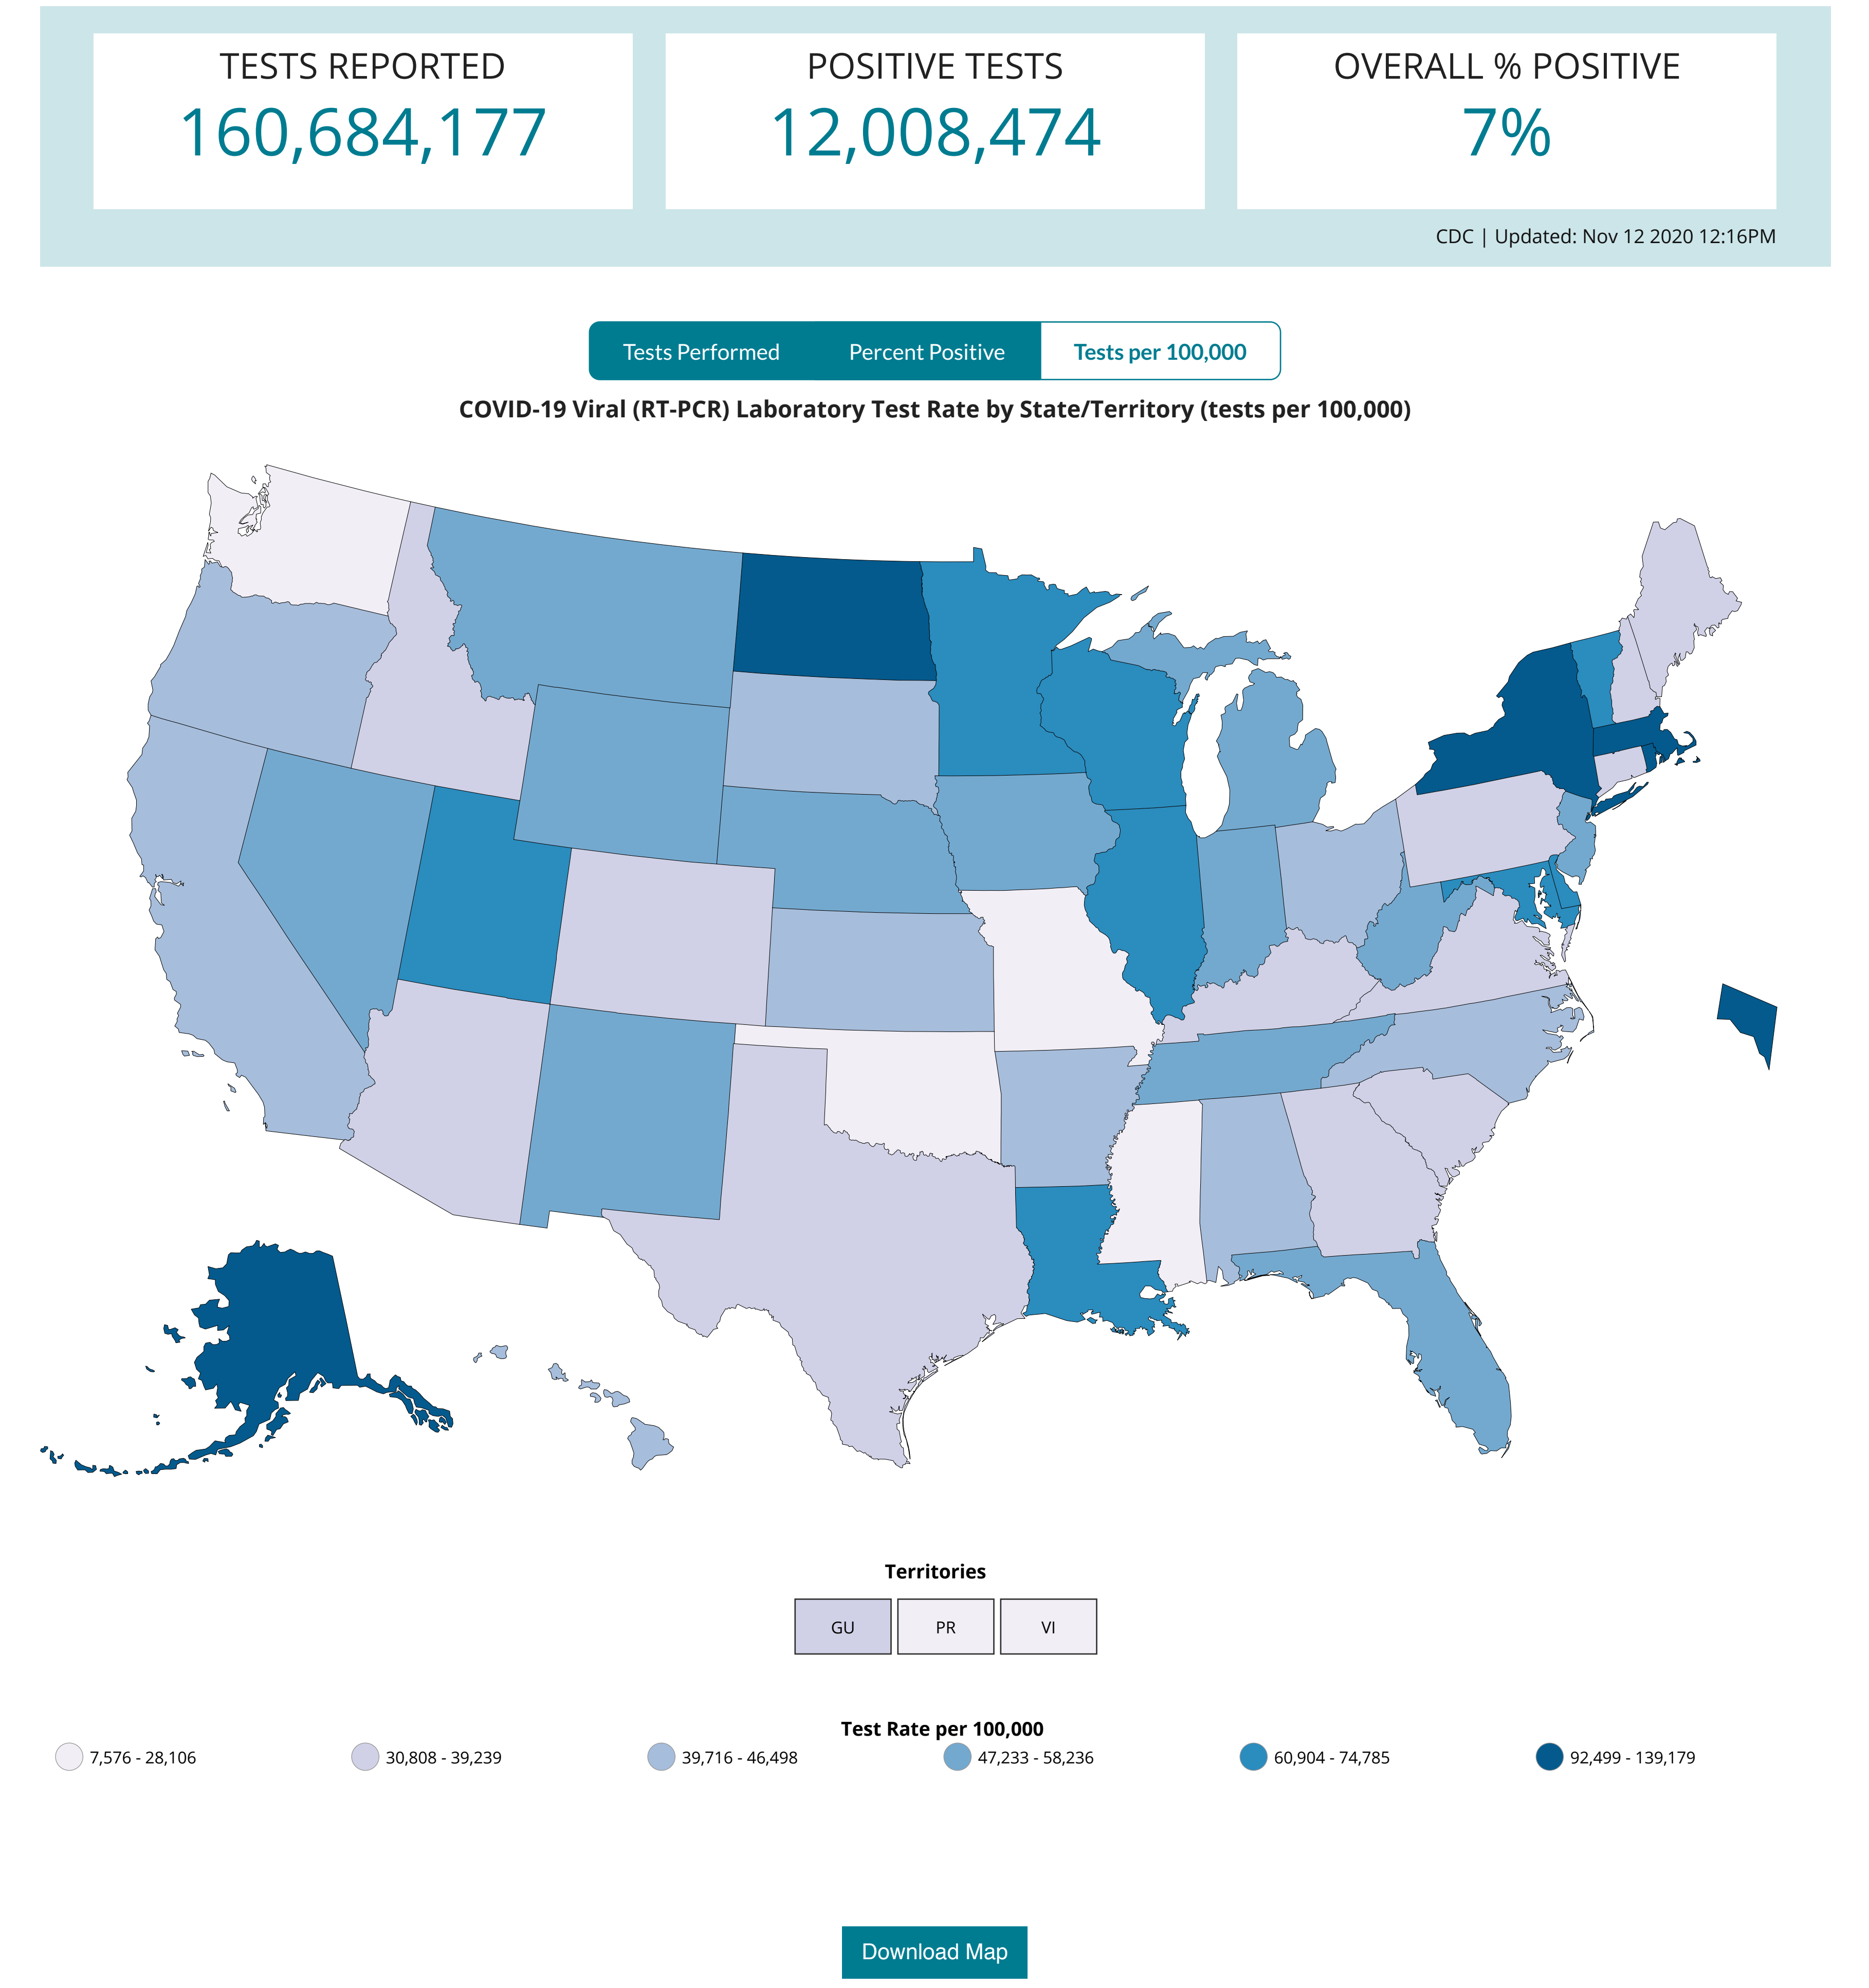 TESTS REPORTED
160,684,177
POSITIVE TESTS
12,008,474
OVERALL % POSITIVE
7%
CDC | Updated: Nov 12 2020 12:16PM
Tests Performed
Percent Positive
Tests per 100,000
COVID-19 Viral (RT-PCR) Laboratory Test Rate by State/Territory (tests per 100,000)
Territories
GU
PR
VI
Test Rate per 100,000
7,576 - 28,106
30,808 - 39,239
39,716 - 46,498
47,233 - 58,236
60,904 - 74,785
92,499 - 139,179
Download Map